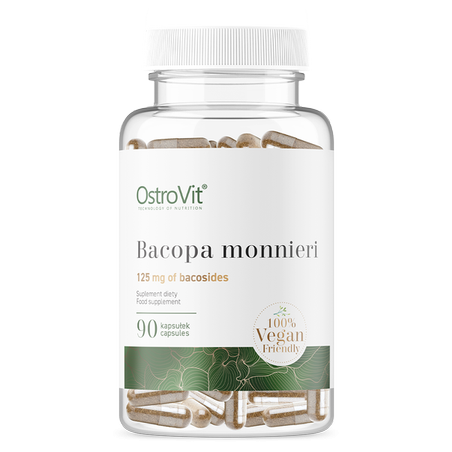 OstroVit®
TECHNOLOGY OF NUTRITION
Bacopa monnieri
125 mg of bacosides
Suplement diety
Food supplement
90 kapsułek
capsules
100%
Vegan
Friendly